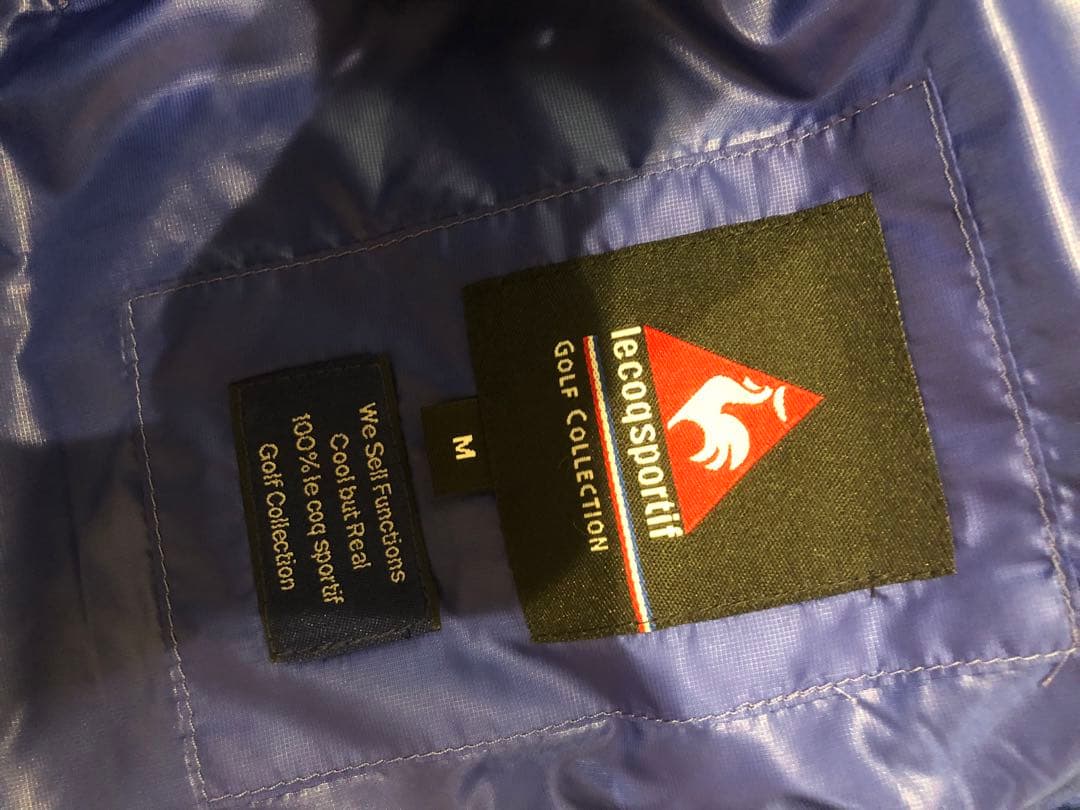 lecoqsportif
GOLF COLLECTION
M
We Sell Functions
Cool but Real
100% le coq sportif
Golf Collection